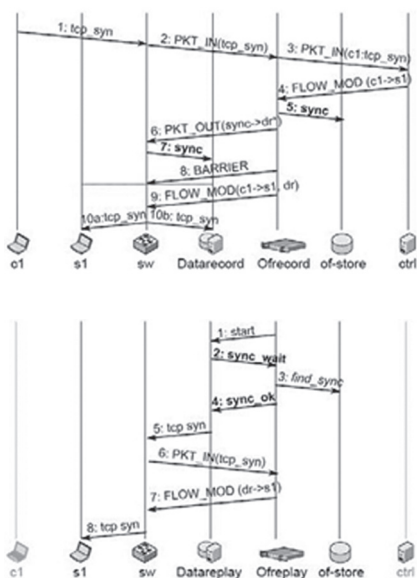 1: tcp_syn
2: PKT_IN(tcp_syn)
3: PKT_IN(c1:tcp_syn)
4: FLOW_MOD (c1->s1)
5: sync
6: PKT_OUT(sync->dr*)
7: sync
8: BARRIER
9: FLOW_MOD(c1->s1, dr)
10a:tcp_syn 10b: tcp_syn
c1 s1 sw Datarecord Ofrecord of-store ctrl
1: start
2: sync_wait
3: find_sync
4: sync_ok
5: tcp syn
6: PKT_IN(tcp_syn)
7: FLOW_MOD (dr->s1)
8: tcp syn
c1 s1 sw Datareplay Ofreplay of-store ctrl